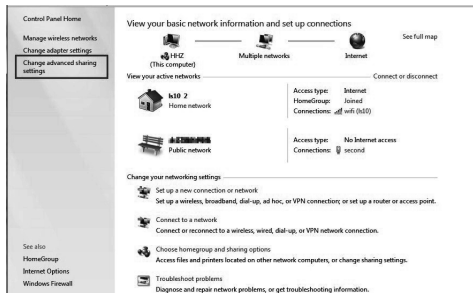 Control Panel Home
Manage wireless networks
Change adapter settings
Change advanced sharing
settings
See also
HomeGroup
Internet Options
Windows Firewall
View your basic network information and set up connections
See full map
HHZ
(This computer)
Multiple networks
Internet
View your active networks
Connect or disconnect
ls10 2
Home network
Access type: Internet
HomeGroup: Joined
Connections: wifi (ls10)
Public network
Access type: No Internet access
Connections: second
Change your networking settings
Set up a new connection or network
Set up a wireless, broadband, dial-up, ad hoc, or VPN connection; or set up a router or access point.
Connect to a network
Connect or reconnect to a wireless, wired, dial-up, or VPN network connection.
Choose homegroup and sharing options
Access files and printers located on other network computers, or change sharing settings.
Troubleshoot problems
Diagnose and repair network problems, or get troubleshooting information.